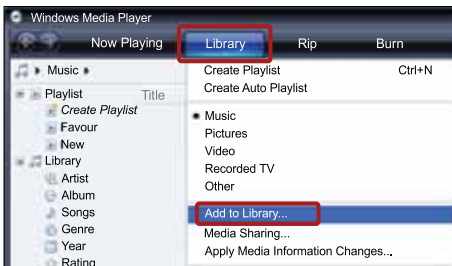 Windows Media Player
Now Playing Library Rip Burn
Music
Playlist Title
Create Playlist
Favour
New
Library
Artist
Album
Songs
Genre
Year
Rating
Create Playlist Ctrl+N
Create Auto Playlist
Music
Pictures
Video
Recorded TV
Other
Add to Library...
Media Sharing...
Apply Media Information Changes...